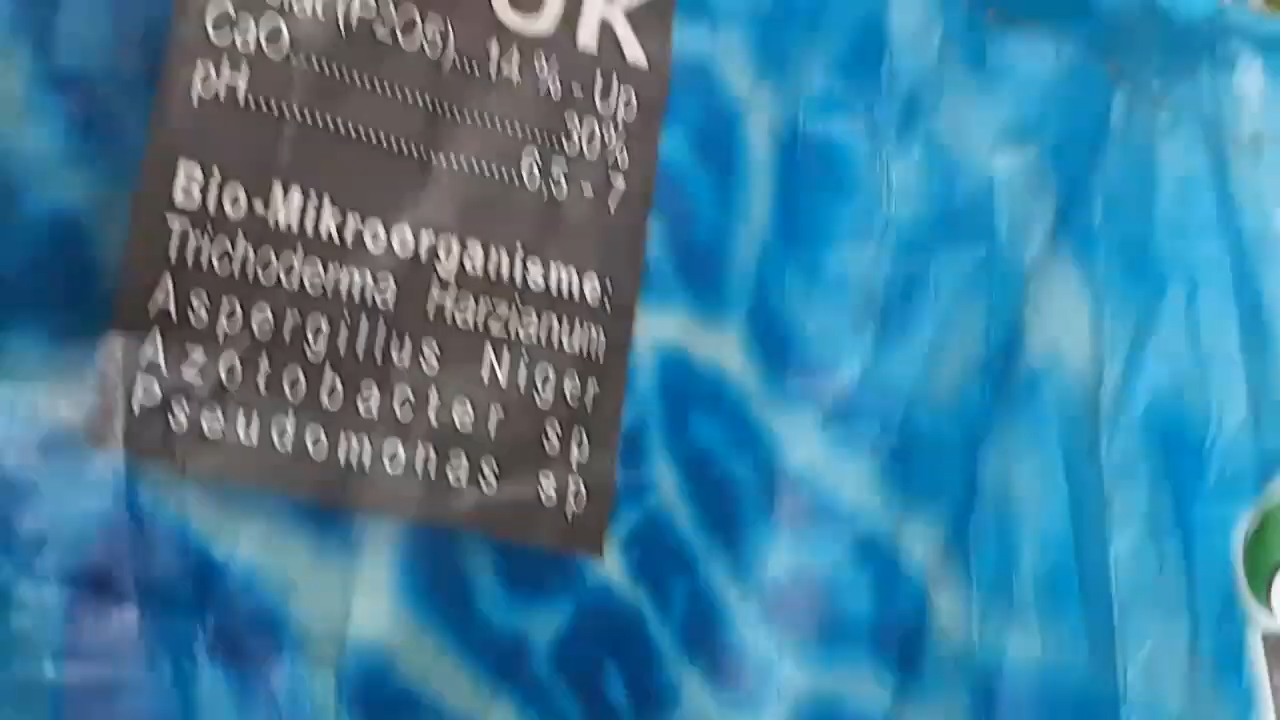 OK
(P2O5)...14 % - Up
CaO..............................30%
pH..............................6,5 - 7
Bio-Mikroorganisme:
Trichoderma Harzianum
Aspergillus Niger
Azotobacter sp
Pseudomonas sp